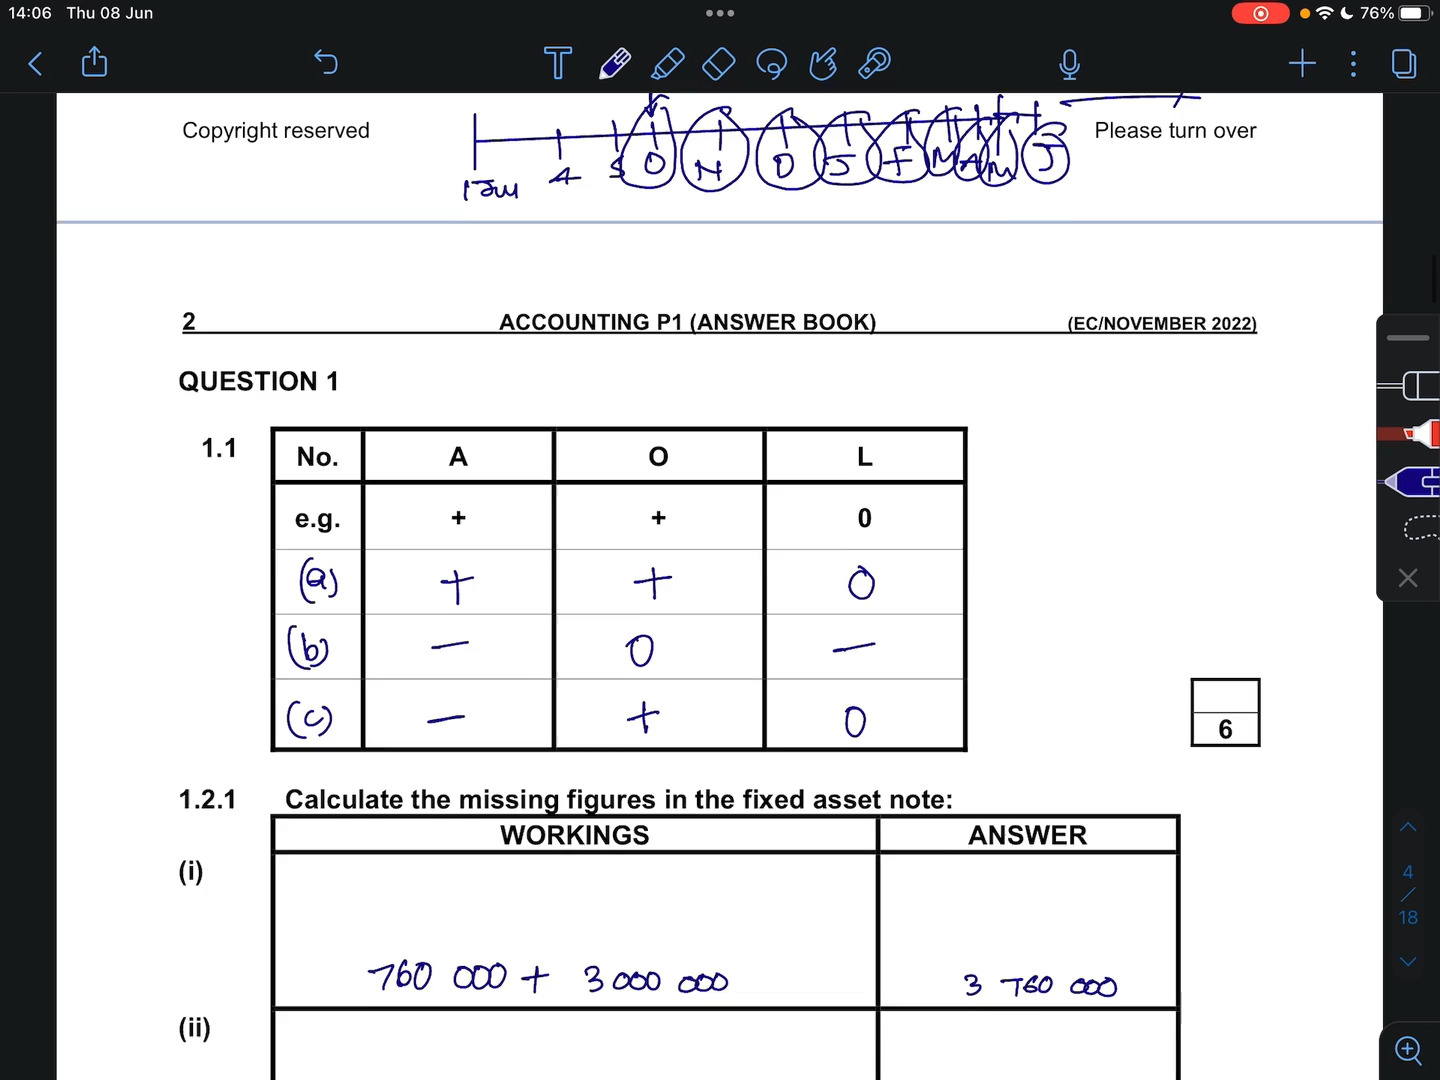 14:06 Thu 08 Jun
76%
T
Copyright reserved
Please turn over
1 Jul 4 S O N D J F M A M J
2 ACCOUNTING P1 (ANSWER BOOK) (EC/NOVEMBER 2022)
QUESTION 1
1.1
No. A O L
e.g. + + 0
(a) + + 0
(b) — 0 —
(c) — + 0
6
1.2.1 Calculate the missing figures in the fixed asset note:
WORKINGS ANSWER
(i)
760 000 + 3 000 000 3 760 000
(ii)
4
/
18